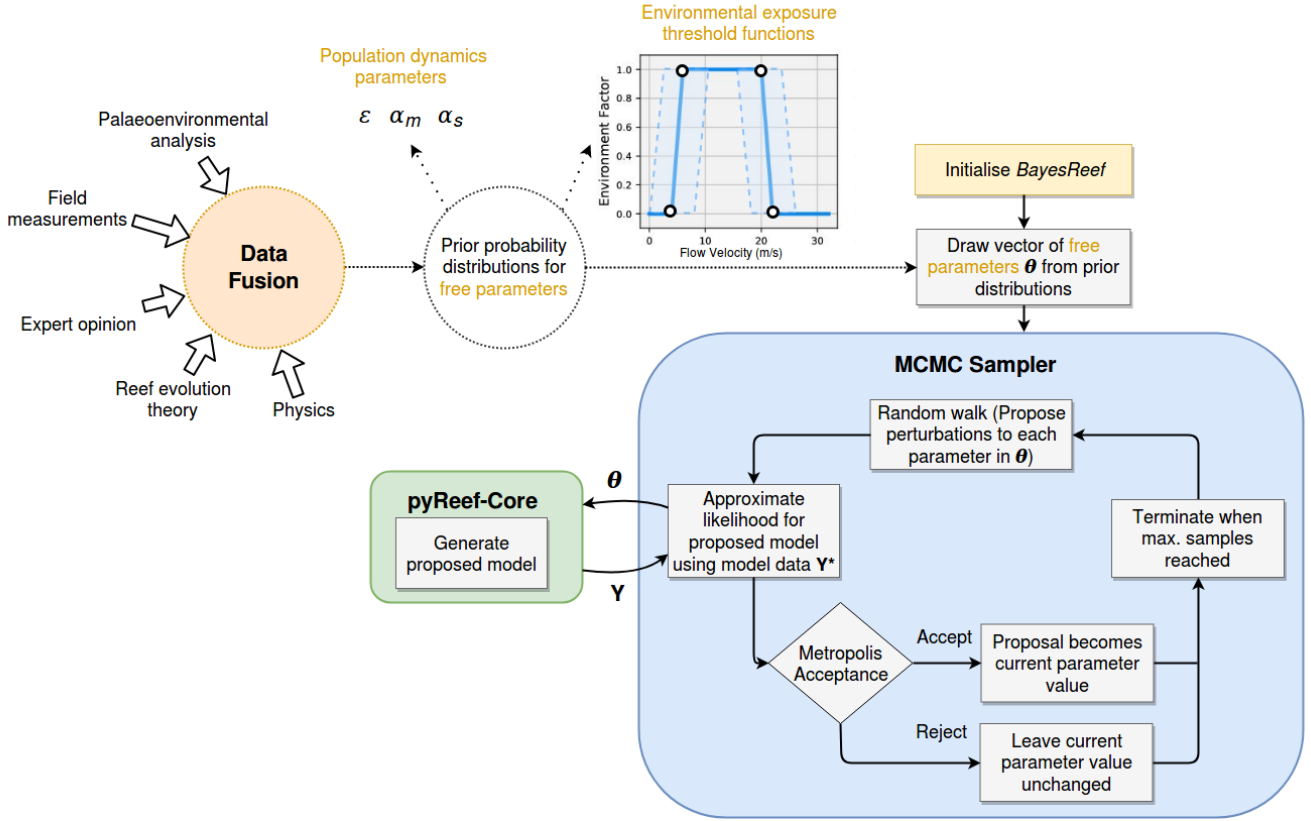 Environmental exposure
threshold functions
Population dynamics
parameters
ε αm αs
1.0
0.8
0.6
0.4
0.2
0.0
Environment Factor
0 10 20 30
Flow Velocity (m/s)
Palaeoenvironmental
analysis
Field
measurements
Expert opinion
Reef evolution
theory
Physics
Data
Fusion
Prior probability
distributions for
free parameters
Initialise BayesReef
Draw vector of free
parameters θ from prior
distributions
MCMC Sampler
Random walk (Propose
perturbations to each
parameter in θ)
pyReef-Core
Generate
proposed model
θ
Y
Approximate
likelihood for
proposed model
using model data Y*
Terminate when
max. samples
reached
Metropolis
Acceptance
Accept
Proposal becomes
current parameter
value
Reject
Leave current
parameter value
unchanged